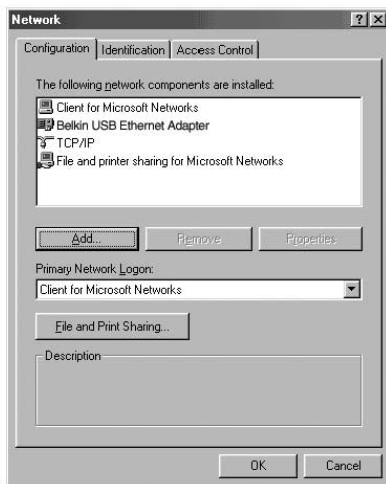 Network
Configuration Identification Access Control
The following network components are installed:
Client for Microsoft Networks
Belkin USB Ethernet Adapter
TCP/IP
File and printer sharing for Microsoft Networks
Add... Remove Properties
Primary Network Logon:
Client for Microsoft Networks
File and Print Sharing...
Description
OK Cancel